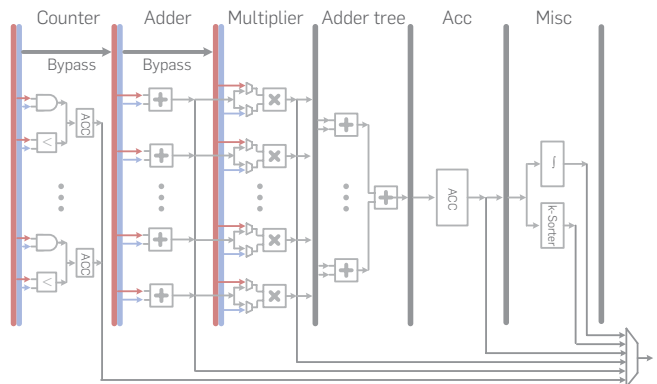 Counter Adder Multiplier Adder tree Acc Misc
Bypass Bypass
+ × ∫
< ACC + × + ACC k-Sorter
+
+ ×
< ACC + × +